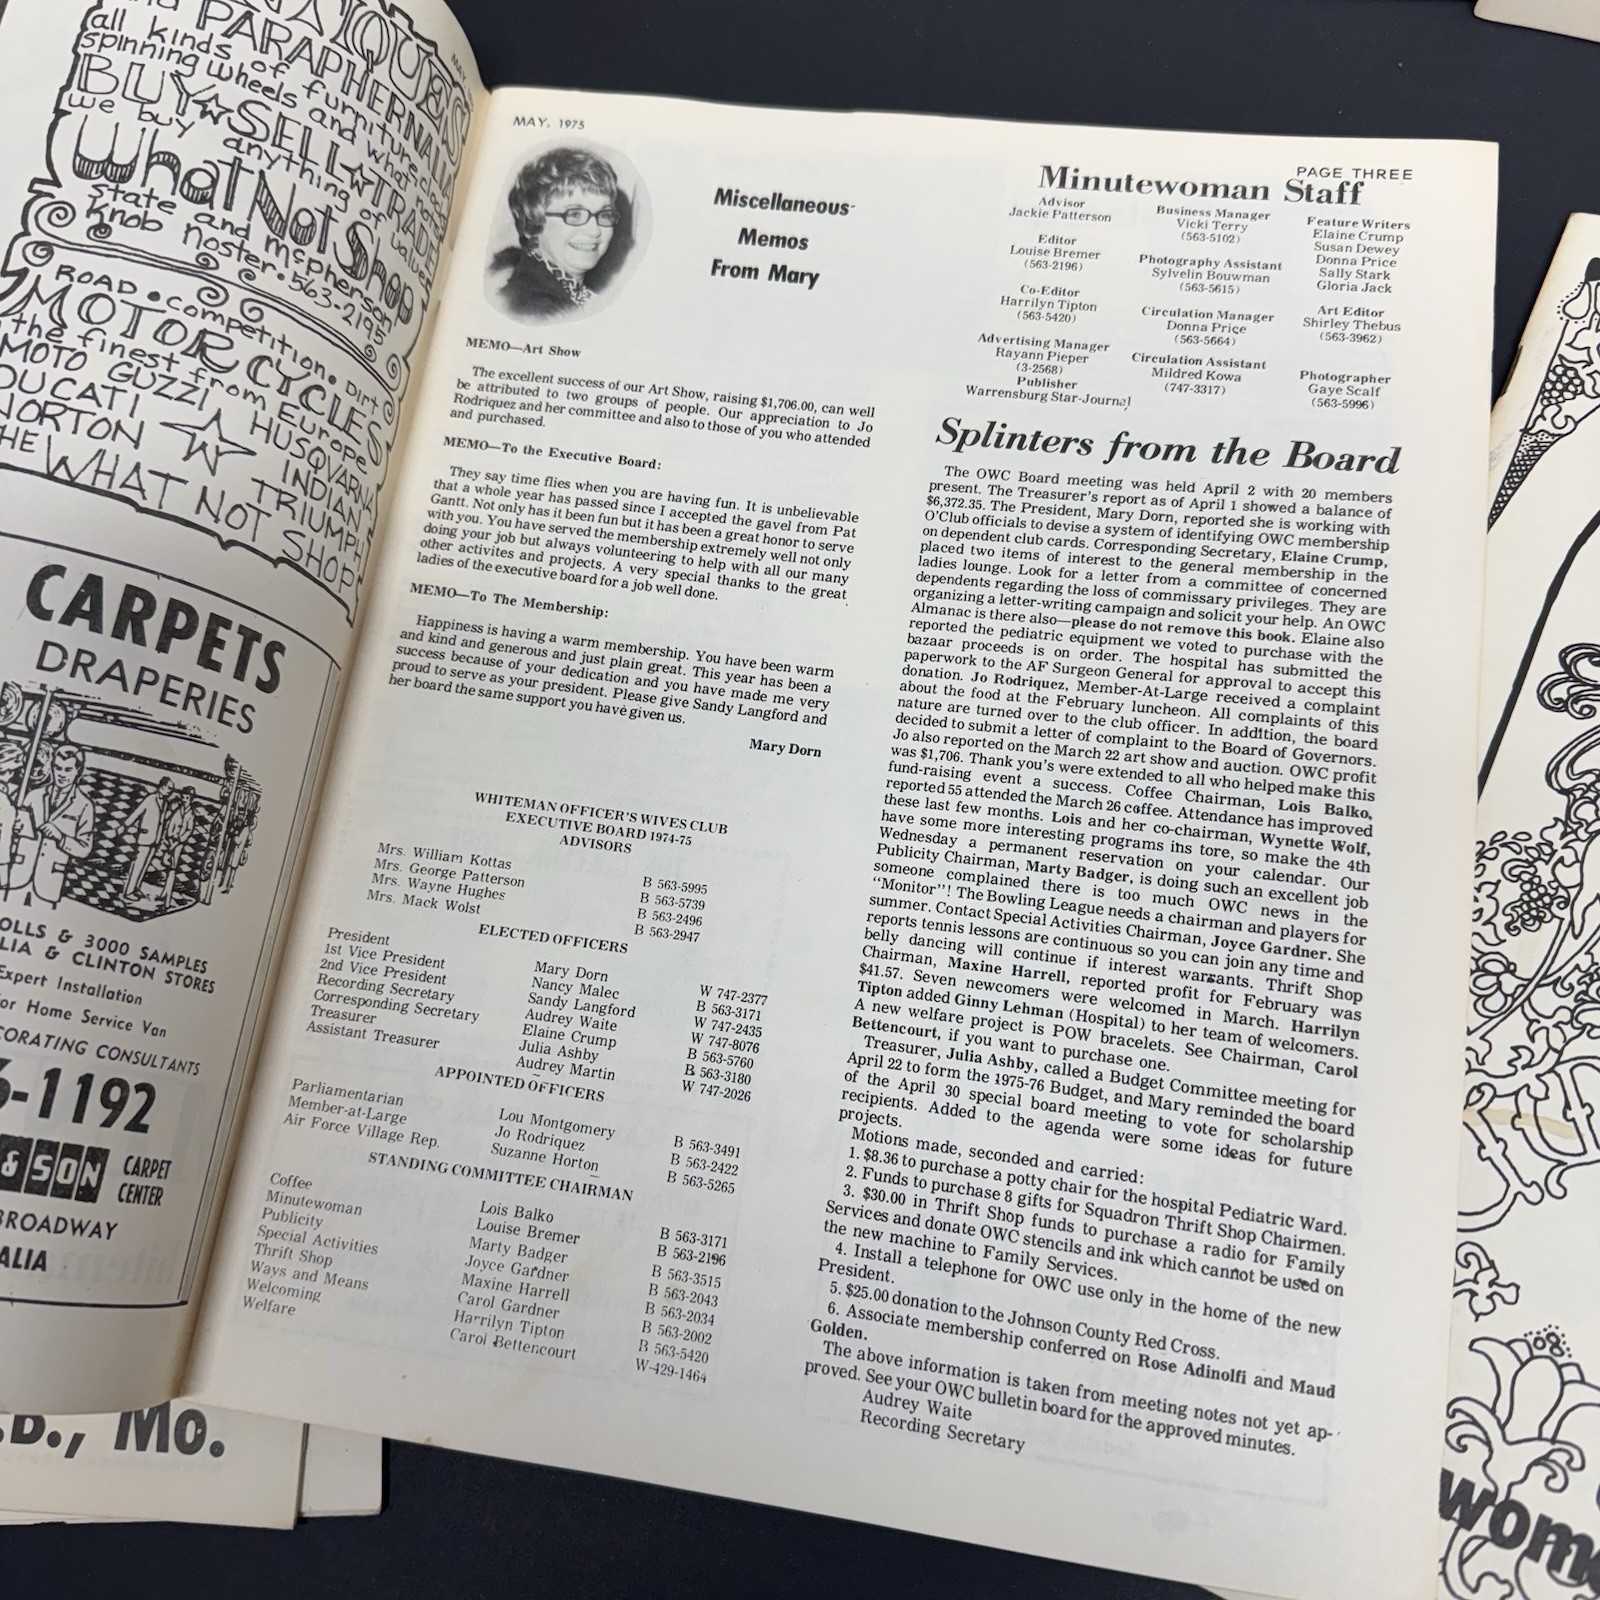 ANTIQUES
and PARAPHERNALIA
all kinds of furniture, clocks
spinning wheels and what nots
BUY☆SELL☆TRADE
we buy anything of value
What Not Shop
state and mcpherson
Knob noster • 563-2195
ROAD • competition • DIRT
MOTORCYCLES
the finest from Europe
MOTO GUZZI HUSQVARNA
DUCATI INDIAN
NORTON TRIUMPH
THE WHAT NOT SHOP
CARPETS
DRAPERIES
OLLS & 3000 SAMPLES
LIA & CLINTON STORES
Expert Installation
or Home Service Van
CORATING CONSULTANTS
6-1192
& SON CARPET
CENTER
BROADWAY
ALIA
.B., Mo.
MAY, 1975
PAGE THREE
Miscellaneous
Memos
From Mary
MEMO—Art Show
The excellent success of our Art Show, raising $1,706.00, can well
be attributed to two groups of people. Our appreciation to Jo
Rodriquez and her committee and also to those of you who attended
and purchased.
MEMO—To the Executive Board:
They say time flies when you are having fun. It is unbelievable
that a whole year has passed since I accepted the gavel from Pat
Gantt. Not only has it been fun but it has been a great honor to serve
with you. You have served the membership extremely well not only
doing your job but always volunteering to help with all our many
other activites and projects. A very special thanks to the great
ladies of the executive board for a job well done.
MEMO—To The Membership:
Happiness is having a warm membership. You have been warm
and kind and generous and just plain great. This year has been a
success because of your dedication and you have made me very
proud to serve as your president. Please give Sandy Langford and
her board the same support you have given us.
Mary Dorn
WHITEMAN OFFICER'S WIVES CLUB
EXECUTIVE BOARD 1974-75
ADVISORS
Mrs. William Kottas B 563-5995
Mrs. George Patterson B 563-5739
Mrs. Wayne Hughes B 563-2496
Mrs. Mack Wolst B 563-2947
ELECTED OFFICERS
President Mary Dorn W 747-2377
1st Vice President Nancy Malec B 563-3171
2nd Vice President Sandy Langford W 747-2435
Recording Secretary Audrey Waite W 747-8076
Corresponding Secretary Elaine Crump B 563-5760
Treasurer Julia Ashby B 563-3180
Assistant Treasurer Audrey Martin W 747-2026
APPOINTED OFFICERS
Parliamentarian Lou Montgomery B 563-3491
Member-at-Large Jo Rodriquez B 563-2422
Air Force Village Rep. Suzanne Horton B 563-5265
STANDING COMMITTEE CHAIRMAN
Coffee Lois Balko B 563-3171
Minutewoman Louise Bremer B 563-2196
Publicity Marty Badger B 563-3515
Special Activities Joyce Gardner B 563-2043
Thrift Shop Maxine Harrell B 563-2034
Ways and Means Carol Gardner B 563-2002
Welcoming Harrilyn Tipton B 563-5420
Welfare Carol Bettencourt W-429-1464
Minutewoman Staff
Advisor
Jackie Patterson
Editor
Louise Bremer
(563-2196)
Co-Editor
Harrilyn Tipton
(563-5420)
Advertising Manager
Rayann Pieper
(3-2568)
Publisher
Warrensburg Star-Journal
Business Manager
Vicki Terry
(563-5102)
Photography Assistant
Sylvelin Bouwman
(563-5615)
Circulation Manager
Donna Price
(563-5664)
Circulation Assistant
Mildred Kowa
(747-3317)
Feature Writers
Elaine Crump
Susan Dewey
Donna Price
Sally Stark
Gloria Jack
Art Editor
Shirley Thebus
(563-3962)
Photographer
Gaye Scalf
(563-5996)
Splinters from the Board
The OWC Board meeting was held April 2 with 20 members
present. The Treasurer's report as of April 1 showed a balance of
$6,372.35. The President, Mary Dorn, reported she is working with
O'Club officials to devise a system of identifying OWC membership
on dependent club cards. Corresponding Secretary, Elaine Crump,
placed two items of interest to the general membership in the
ladies lounge. Look for a letter from a committee of concerned
dependents regarding the loss of commissary privileges. They are
organizing a letter-writing campaign and solicit your help. An OWC
Almanac is there also—please do not remove this book. Elaine also
reported the pediatric equipment we voted to purchase with the
bazaar proceeds is on order. The hospital has submitted the
paperwork to the AF Surgeon General for approval to accept this
donation. Jo Rodriquez, Member-At-Large received a complaint
about the food at the February luncheon. All complaints of this
nature are turned over to the club officer. In addition, the board
decided to submit a letter of complaint to the Board of Governors.
Jo also reported on the March 22 art show and auction. OWC profit
was $1,706. Thank you's were extended to all who helped make this
fund-raising event a success. Coffee Chairman, Lois Balko,
reported 55 attended the March 26 coffee. Attendance has improved
these last few months. Lois and her co-chairman, Wynette Wolf,
have some more interesting programs ins tore, so make the 4th
Wednesday a permanent reservation on your calendar. Our
Publicity Chairman, Marty Badger, is doing such an excellent job
someone complained there is too much OWC news in the
"Monitor"! The Bowling League needs a chairman and players for
summer. Contact Special Activities Chairman, Joyce Gardner. She
reports tennis lessons are continuous so you can join any time and
belly dancing will continue if interest warrants. Thrift Shop
Chairman, Maxine Harrell, reported profit for February was
$41.57. Seven newcomers were welcomed in March. Harrilyn
Tipton added Ginny Lehman (Hospital) to her team of welcomers.
A new welfare project is POW bracelets. See Chairman, Carol
Bettencourt, if you want to purchase one.
Treasurer, Julia Ashby, called a Budget Committee meeting for
April 22 to form the 1975-76 Budget, and Mary reminded the board
of the April 30 special board meeting to vote for scholarship
recipients. Added to the agenda were some ideas for future
projects.
Motions made, seconded and carried:
1. $8.36 to purchase a potty chair for the hospital Pediatric Ward.
2. Funds to purchase 8 gifts for Squadron Thrift Shop Chairmen.
3. $30.00 in Thrift Shop funds to purchase a radio for Family
Services and donate OWC stencils and ink which cannot be used on
the new machine to Family Services.
4. Install a telephone for OWC use only in the home of the new
President.
5. $25.00 donation to the Johnson County Red Cross.
6. Associate membership conferred on Rose Adinolfi and Maud
Golden.
The above information is taken from meeting notes not yet ap-
proved. See your OWC bulletin board for the approved minutes.
Audrey Waite
Recording Secretary
wom